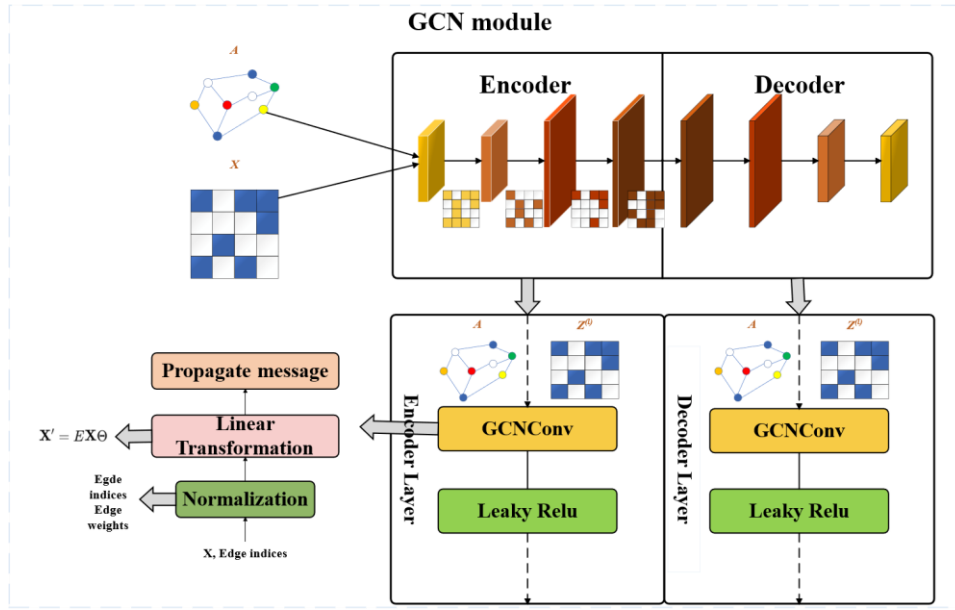 GCN module
A
X
Encoder
Decoder
A
Z⁽ˡ⁾
GCNConv
Leaky Relu
Encoder Layer
A
Z⁽ˡ⁾
GCNConv
Leaky Relu
Decoder Layer
Propagate message
Linear
Transformation
X′ = EXΘ
Normalization
Egde
indices
Edge
weights
X, Edge indices